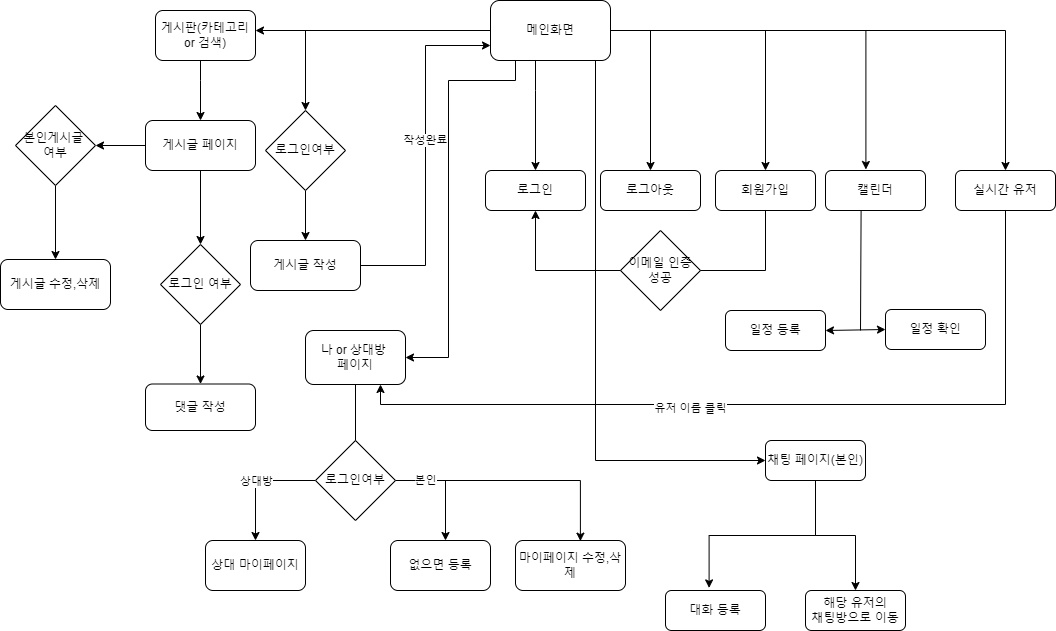 게시판(카테고리
or 검색)
메인화면
본인게시글
여부
게시글 페이지
로그인여부
작성완료
로그인
로그아웃
회원가입
캘린더
실시간 유저
게시글 수정,삭제
로그인 여부
게시글 작성
이메일 인증
성공
일정 등록
일정 확인
나 or 상대방
페이지
댓글 작성
유저 이름 클릭
상대방
로그인여부
본인
채팅 페이지(본인)
상대 마이페이지
없으면 등록
마이페이지 수정,삭
제
대화 등록
해당 유저의
채팅방으로 이동